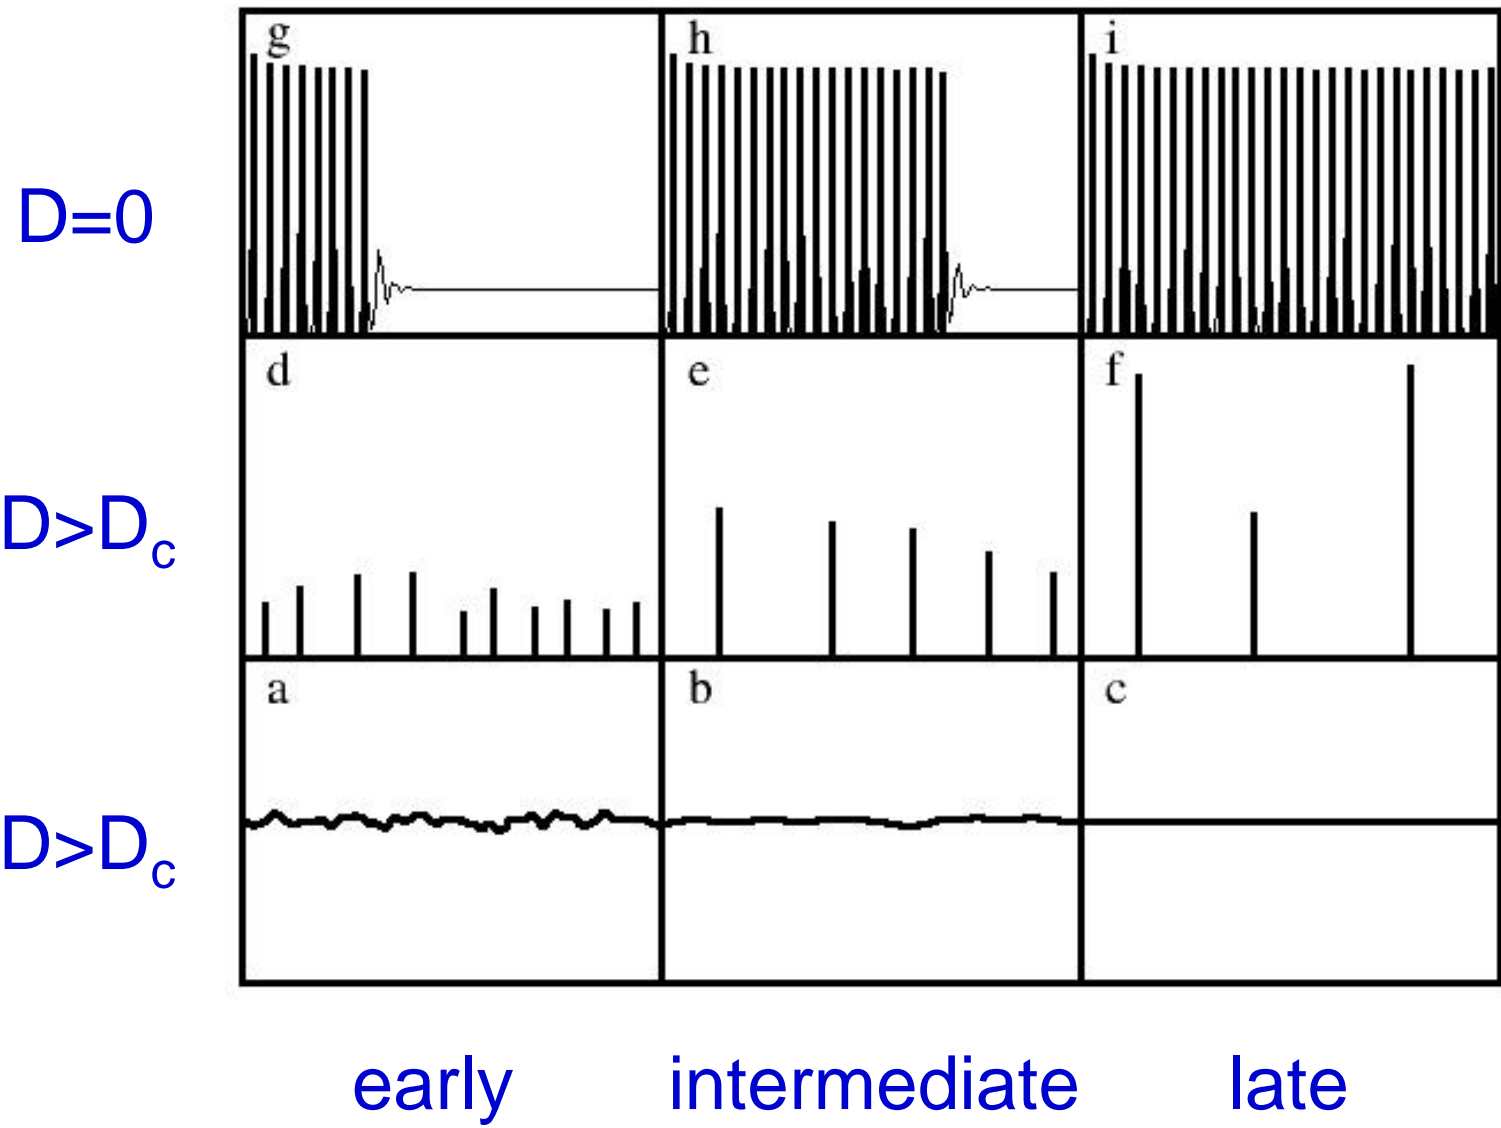 g h i
D=0
d e f
D>Dc
a b c
D>Dc
early intermediate late